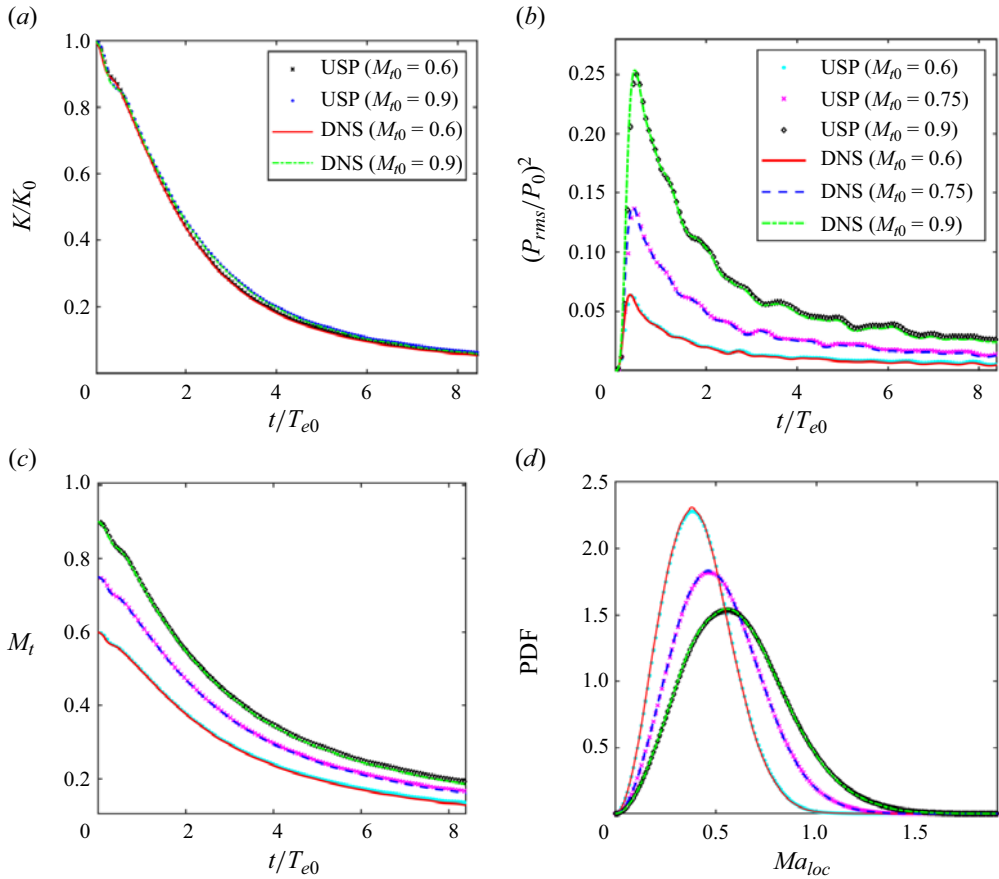 (a)
1.0
0.8
0.6
0.4
0.2
0
2
4
6
8
K/K₀
t/Tₑ₀
USP (Mₜ₀ = 0.6)
USP (Mₜ₀ = 0.9)
DNS (Mₜ₀ = 0.6)
DNS (Mₜ₀ = 0.9)
(b)
0.25
0.20
0.15
0.10
0.05
0
2
4
6
8
(Pᵣₘₛ/P₀)²
t/Tₑ₀
USP (Mₜ₀ = 0.6)
USP (Mₜ₀ = 0.75)
USP (Mₜ₀ = 0.9)
DNS (Mₜ₀ = 0.6)
DNS (Mₜ₀ = 0.75)
DNS (Mₜ₀ = 0.9)
(c)
1.0
0.8
0.6
0.4
0.2
0
2
4
6
8
Mₜ
t/Tₑ₀
(d)
2.5
2.0
1.5
1.0
0.5
0
0.5
1.0
1.5
PDF
Ma_loc